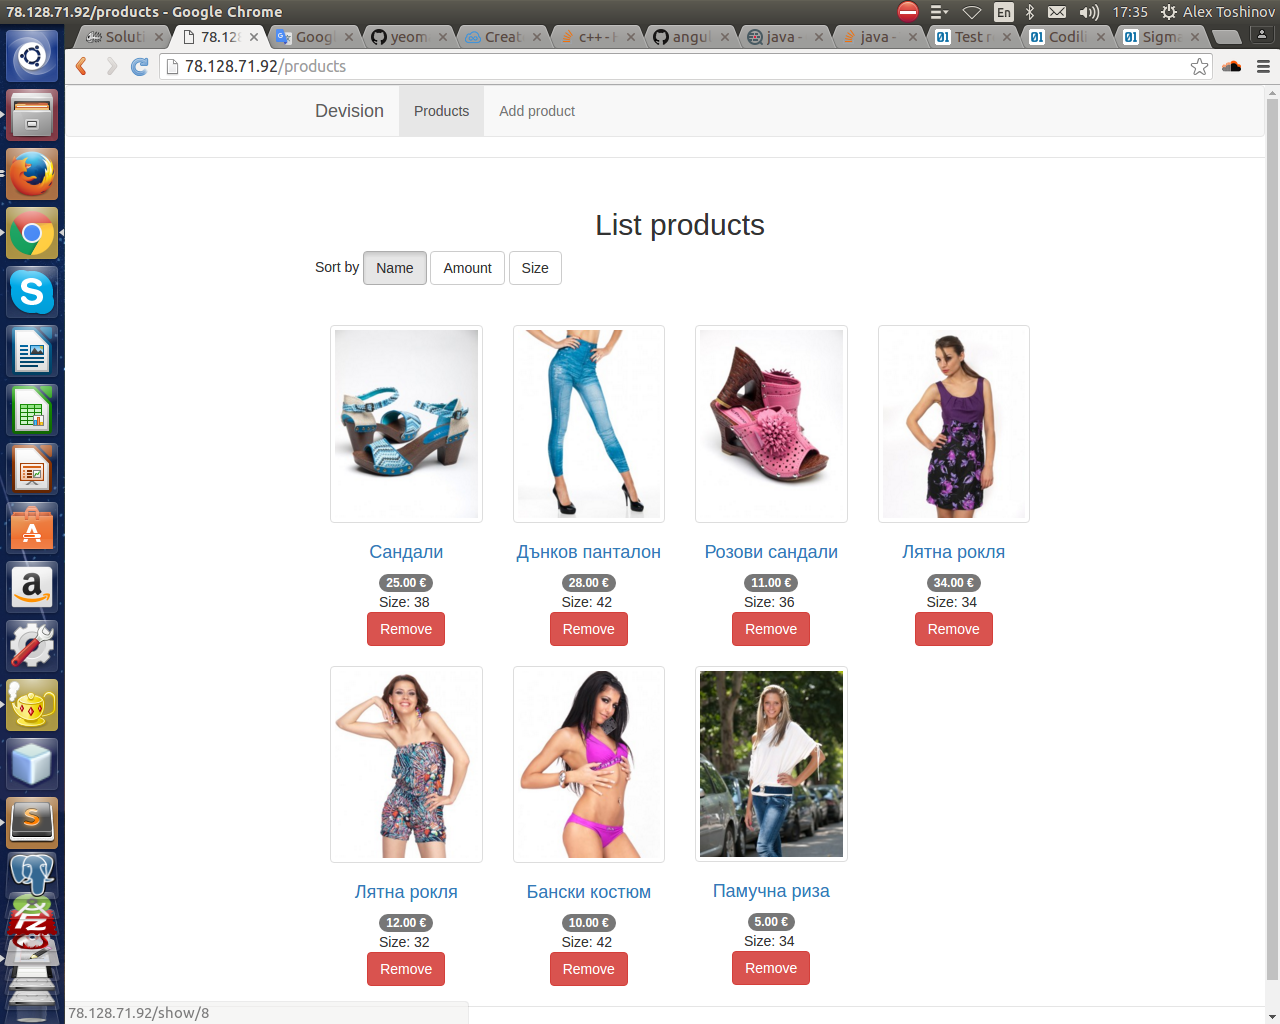 78.128.71.92/products - Google Chrome
En
17:35
Alex Toshinov
Soluti
78.128
Googl
yeom
Creat
c++ -
angul
java -
java -
Test r
Codil
Sigma
78.128.71.92/products
Devision
Products
Add product
List products
Sort by
Name
Amount
Size
Сандали
Дънков панталон
Розови сандали
Лятна рокля
25.00 €
28.00 €
11.00 €
34.00 €
Size: 38
Size: 42
Size: 36
Size: 34
Remove
Remove
Remove
Remove
Лятна рокля
Бански костюм
Памучна риза
12.00 €
10.00 €
5.00 €
Size: 32
Size: 42
Size: 34
Remove
Remove
Remove
78.128.71.92/show/8